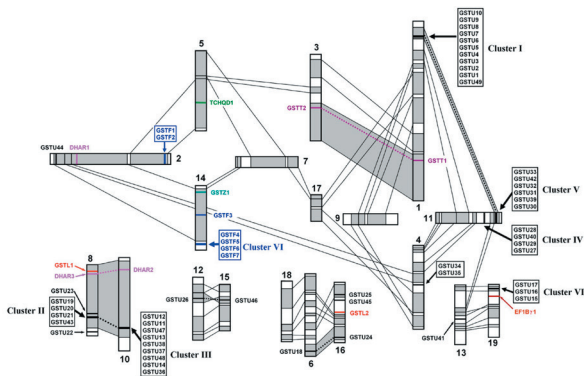 GSTU10
GSTU9
GSTU8
GSTU7
GSTU6
GSTU5
GSTU4
GSTU3
GSTU2
GSTU1
GSTU49
Cluster I
5
3
1
TCHQD1
GSTT2
GSTT1
GSTF1
GSTF2
GSTU44
DHAR1
2
7
14
GSTZ1
GSTF3
GSTF4
GSTF5
GSTF6
GSTF7
Cluster VI
17
9
11
GSTU33
GSTU42
GSTU32
GSTU31
GSTU39
GSTU30
Cluster V
GSTU28
GSTU40
GSTU29
GSTU27
Cluster IV
4
GSTU34
GSTU35
8
GSTL1
DHAR3
DHAR2
GSTU23
Cluster II
GSTU19
GSTU20
GSTU21
GSTU43
GSTU22
10
GSTU12
GSTU11
GSTU47
GSTU13
GSTU37
GSTU48
GSTU14
GSTU36
Cluster III
12
15
GSTU26
GSTU46
18
GSTU25
GSTU45
GSTL2
GSTU18
GSTU24
6
16
GSTU41
13
19
GSTU17
GSTU16
GSTU15
Cluster VI
EF1Bγ1